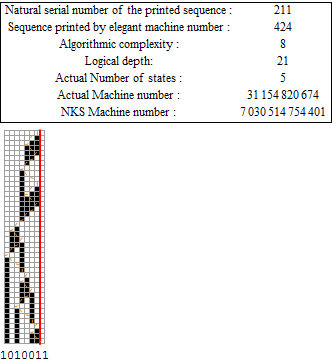 Natural serial number of the printed sequence : 211
Sequence printed by elegant machine number : 424
Algorithmic complexity : 8
Logical depth: 21
Actual Number of states : 5
Actual Machine number : 31 154 820 674
NKS Machine number : 7 030 514 754 401
1010011